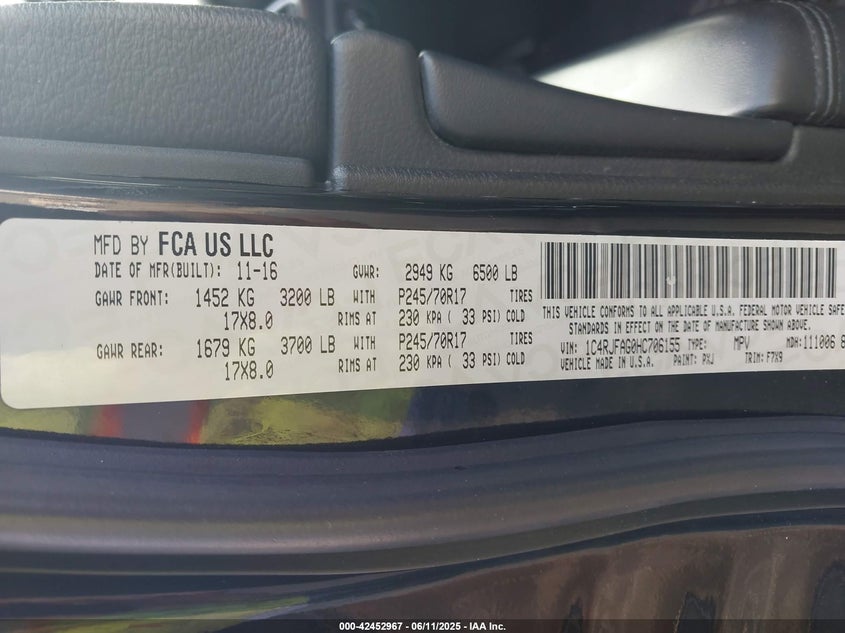 MFD BY FCA US LLC
DATE OF MFR(BUILT): 11-16 GVWR: 2949 KG 6500 LB
GAWR FRONT: 1452 KG 3200 LB WITH P245/70R17 TIRES
17X8.0 RIMS AT 230 KPA ( 33 PSI) COLD
GAWR REAR: 1679 KG 3700 LB WITH P245/70R17 TIRES
17X8.0 RIMS AT 230 KPA ( 33 PSI) COLD
THIS VEHICLE CONFORMS TO ALL APPLICABLE U.S.A. FEDERAL MOTOR VEHICLE SAFE
STANDARDS IN EFFECT ON THE DATE OF MANUFACTURE SHOWN ABOVE.
VIN: 1C4RJFAG0HC706155 TYPE: MPV MDH: 111006 8
VEHICLE MADE IN U.S.A. PAINT: PXJ TRIM: F7X9
000-42452967 - 06/11/2025 - IAA Inc.